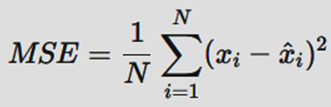 MSE = \frac{1}{N} \sum_{i=1}^{N} (x_i - \hat{x}_i)^2